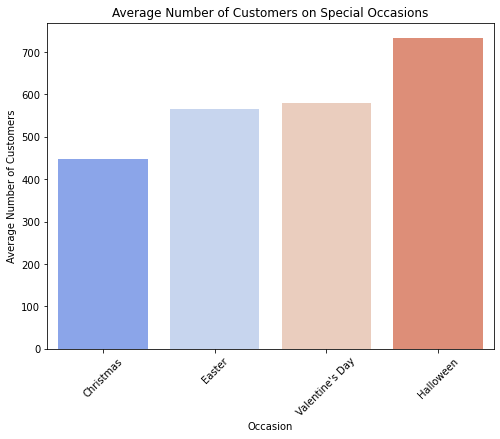 Average Number of Customers on Special Occasions
Average Number of Customers
700
600
500
400
300
200
100
0
Christmas
Easter
Valentine's Day
Halloween
Occasion